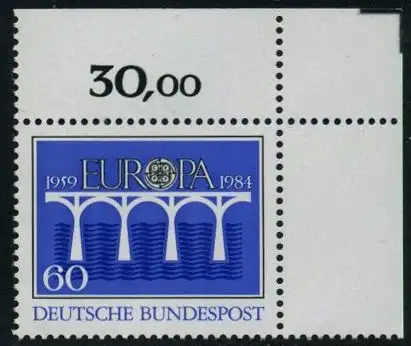 30,00
1959 EUROPA 1984
60
DEUTSCHE BUNDESPOST